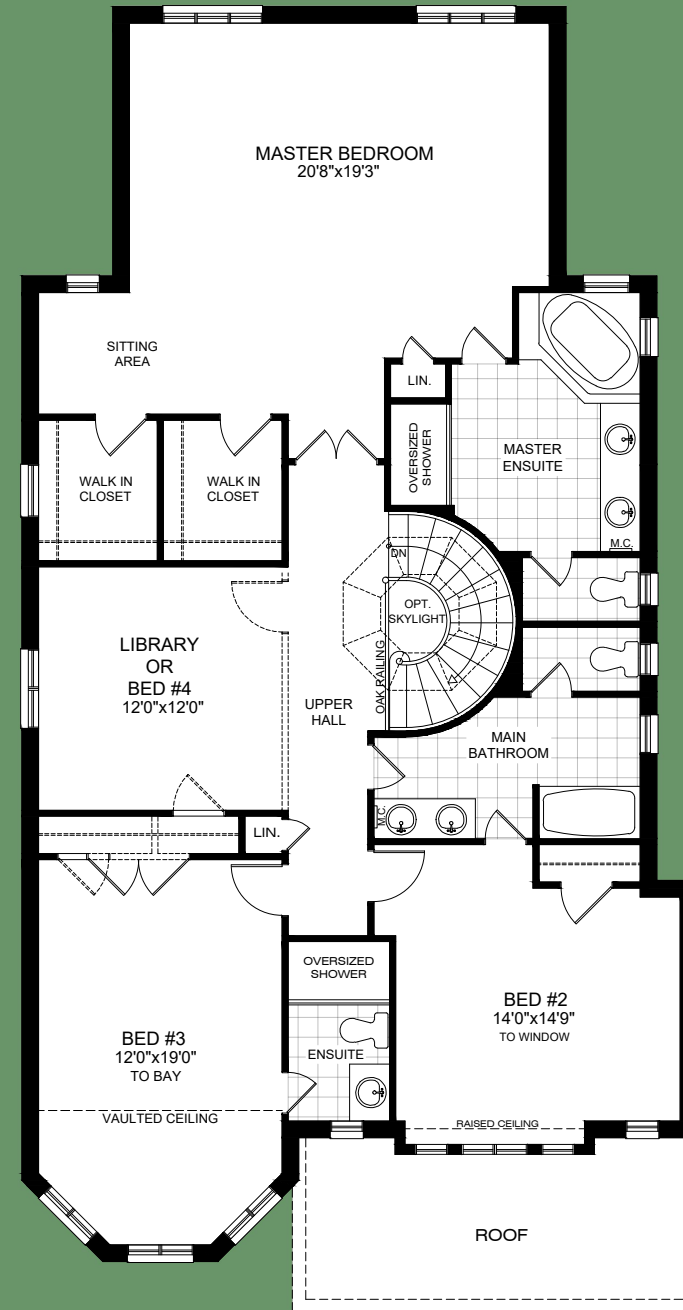 MASTER BEDROOM
20'8"x19'3"
SITTING
AREA
LIN.
WALK IN
CLOSET
WALK IN
CLOSET
OVERSIZED
SHOWER
MASTER
ENSUITE
M.C.
DN
OPT.
SKYLIGHT
OAK RAILING
LIBRARY
OR
BED #4
12'0"x12'0"
UPPER
HALL
MAIN
BATHROOM
M.C.
LIN.
OVERSIZED
SHOWER
BED #2
14'0"x14'9"
TO WINDOW
BED #3
12'0"x19'0"
TO BAY
ENSUITE
VAULTED CEILING
RAISED CEILING
ROOF